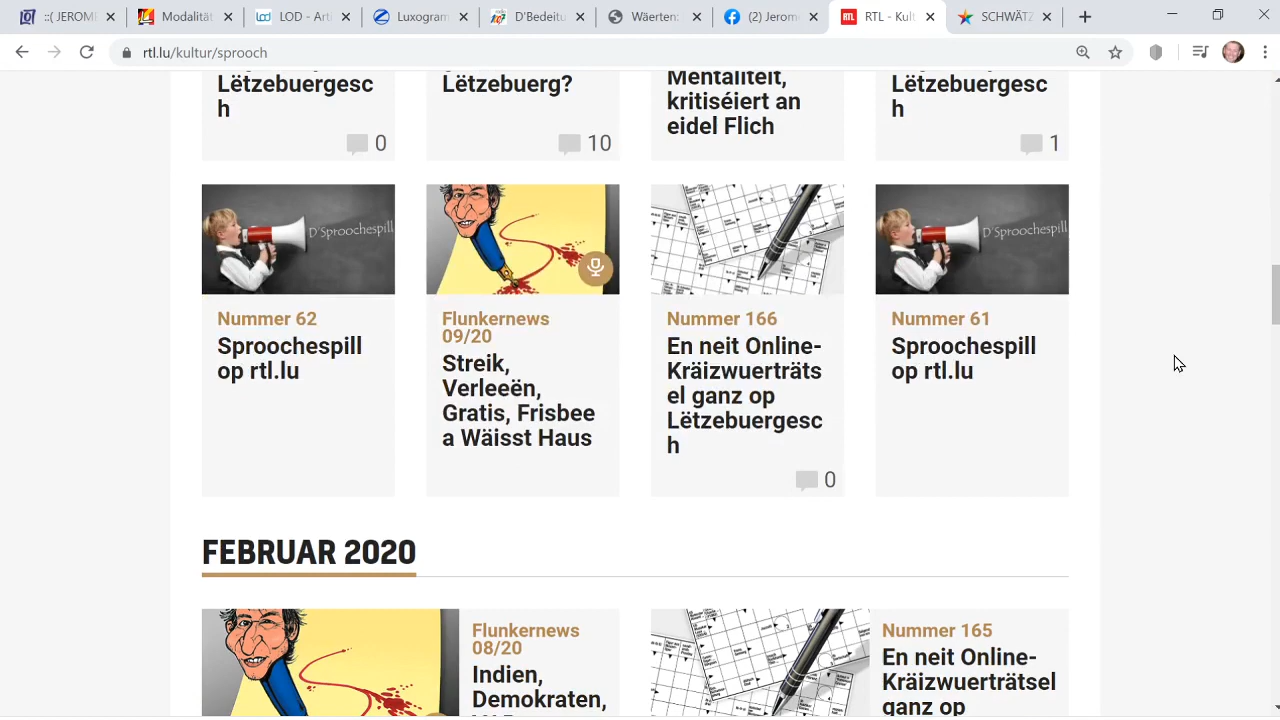 ::( JEROMI
Modalität
LOD - Arti
Luxogram
D'Bedeitu
Wäerten:
(2) Jerom
RTL - Kult
SCHWÄTZ
rtl.lu/kultur/sprooch
Lëtzebuergesc
h
0
Lëtzebuerg?
10
Mentalitéit,
kritiséiert an
eidel Flich
Lëtzebuergesc
h
1
D'Sproochespill
Nummer 62
Sproochespill
op rtl.lu
Flunkernews
09/20
Streik,
Verleeën,
Gratis, Frisbee
a Wäisst Haus
Nummer 166
En neit Online-
Kräizwuerträts
el ganz op
Lëtzebuergesc
h
0
D'Sproochespill
Nummer 61
Sproochespill
op rtl.lu
FEBRUAR 2020
Flunkernews
08/20
Indien,
Demokraten,
Nummer 165
En neit Online-
Kräizwuerträtsel
ganz op